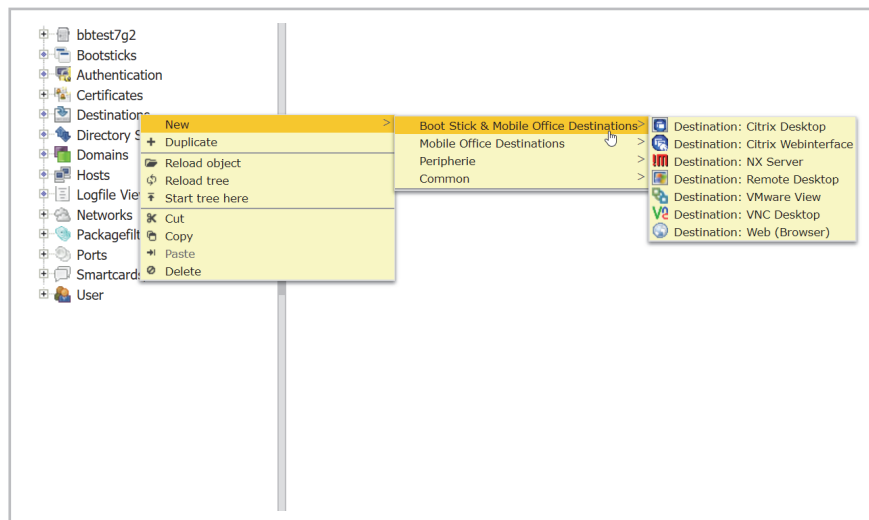 bbtest7g2
Bootsticks
Authentication
Certificates
Destinations
Directory S
Domains
Hosts
Logfile Vie
Networks
Packagefilt
Ports
Smartcards
User
New >
Duplicate
Reload object
Reload tree
Start tree here
Cut
Copy
Paste
Delete
Boot Stick & Mobile Office Destinations>
Mobile Office Destinations >
Peripherie >
Common >
Destination: Citrix Desktop
Destination: Citrix Webinterface
Destination: NX Server
Destination: Remote Desktop
Destination: VMware View
Destination: VNC Desktop
Destination: Web (Browser)